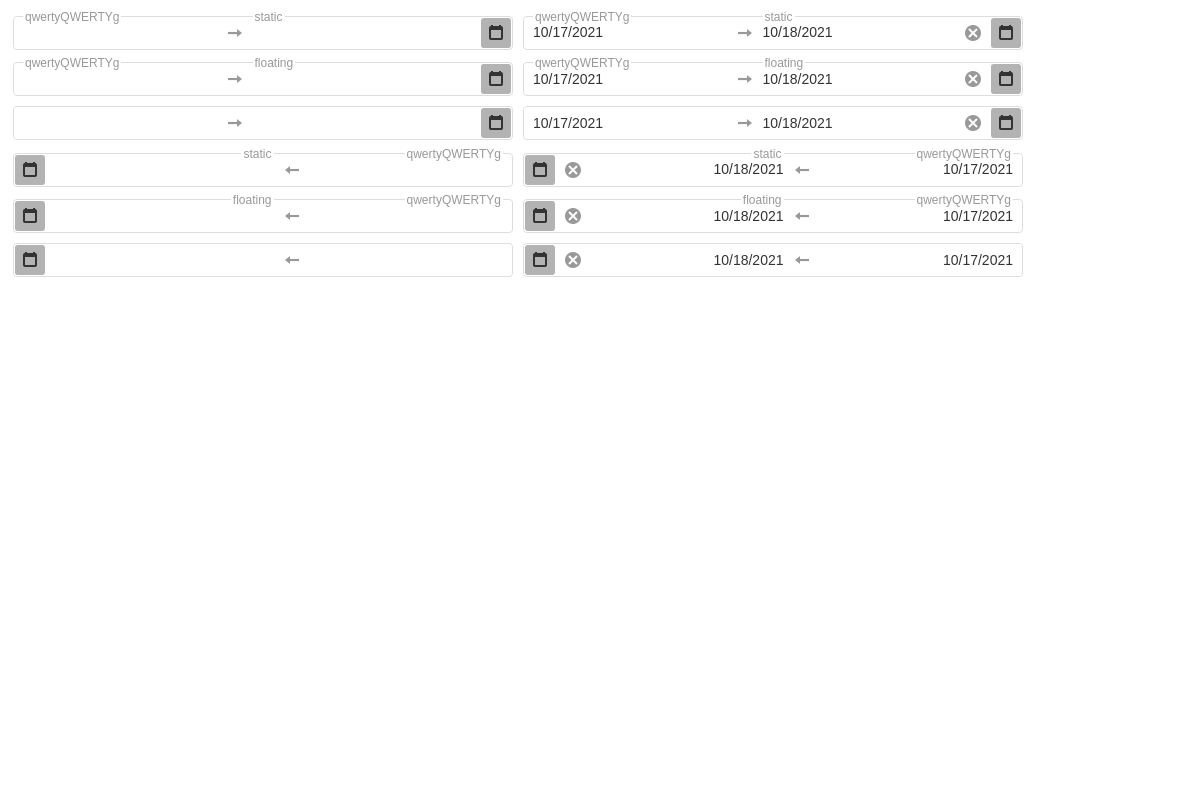 qwertyQWERTYg static qwertyQWERTYg static
10/17/2021 10/18/2021
qwertyQWERTYg floating qwertyQWERTYg floating
10/17/2021 10/18/2021
10/17/2021 10/18/2021
static qwertyQWERTYg static qwertyQWERTYg
10/18/2021 10/17/2021
floating qwertyQWERTYg floating qwertyQWERTYg
10/18/2021 10/17/2021
10/18/2021 10/17/2021